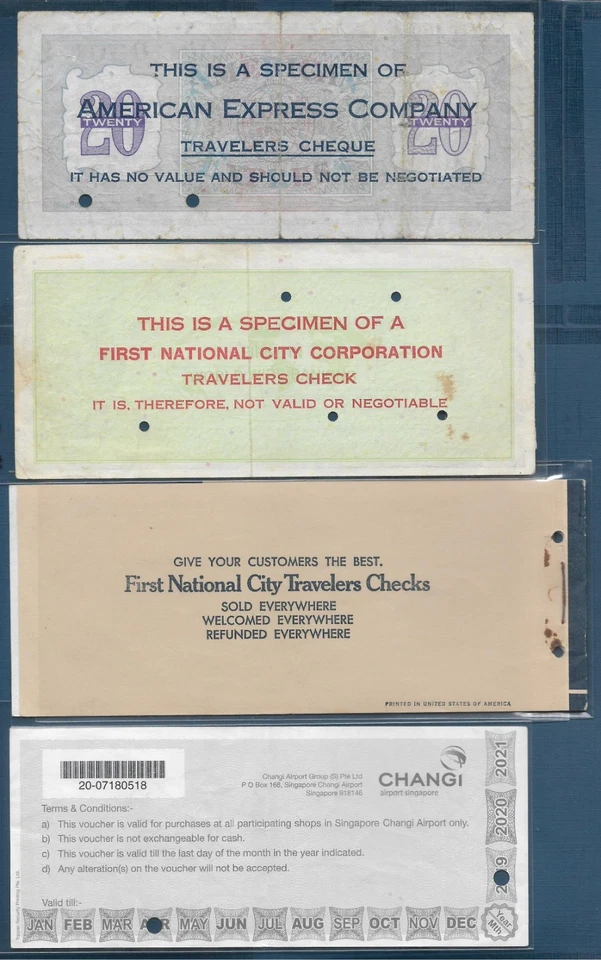 THIS IS A SPECIMEN OF
AMERICAN EXPRESS COMPANY
20 TWENTY
20 TWENTY
TRAVELERS CHEQUE
IT HAS NO VALUE AND SHOULD NOT BE NEGOTIATED
THIS IS A SPECIMEN OF A
FIRST NATIONAL CITY CORPORATION
TRAVELERS CHECK
IT IS, THEREFORE, NOT VALID OR NEGOTIABLE
GIVE YOUR CUSTOMERS THE BEST.
First National City Travelers Checks
SOLD EVERYWHERE
WELCOMED EVERYWHERE
REFUNDED EVERYWHERE
PRINTED IN UNITED STATES OF AMERICA
20-07180518
Changi Airport Group (S) Pte Ltd
P O Box 168, Singapore Changi Airport
Singapore 918146
CHANGI
airport singapore
Terms & Conditions:-
a) This voucher is valid for purchases at all participating shops in Singapore Changi Airport only.
b) This voucher is not exchangeable for cash.
c) This voucher is valid till the last day of the month in the year indicated.
d) Any alteration(s) on the voucher will not be accepted.
Valid till:-
JAN FEB MAR APR MAY JUN JUL AUG SEP OCT NOV DEC
Year
Mth
2019
2020
2021